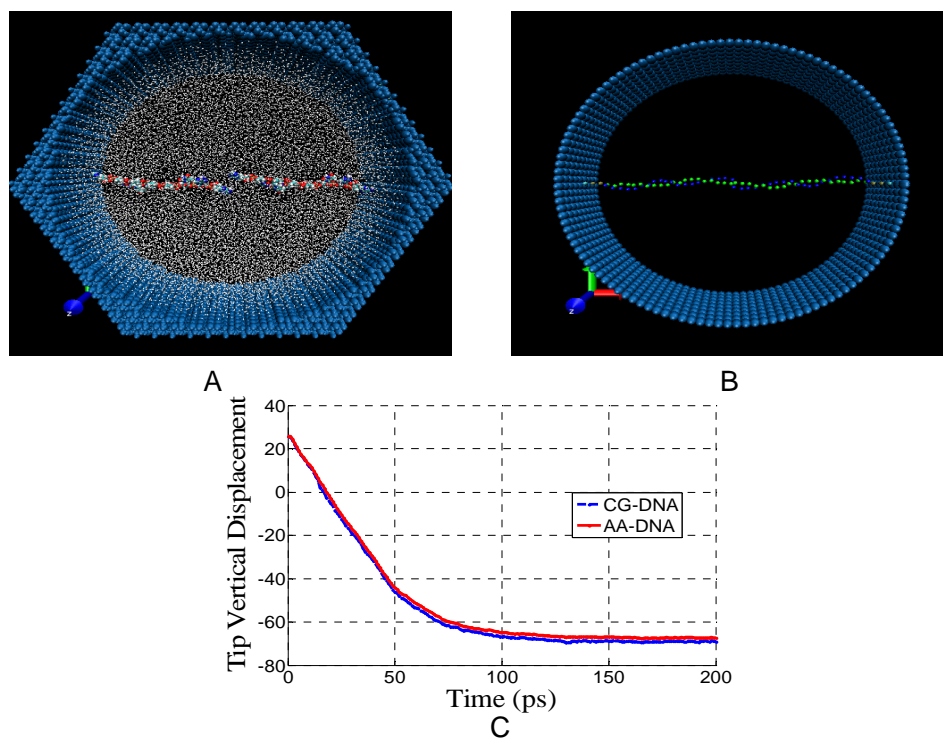 z
z
A
B
40
20
0
-20
-40
-60
-80
Tip Vertical Displacement
CG-DNA
AA-DNA
0
50
100
150
200
Time (ps)
C